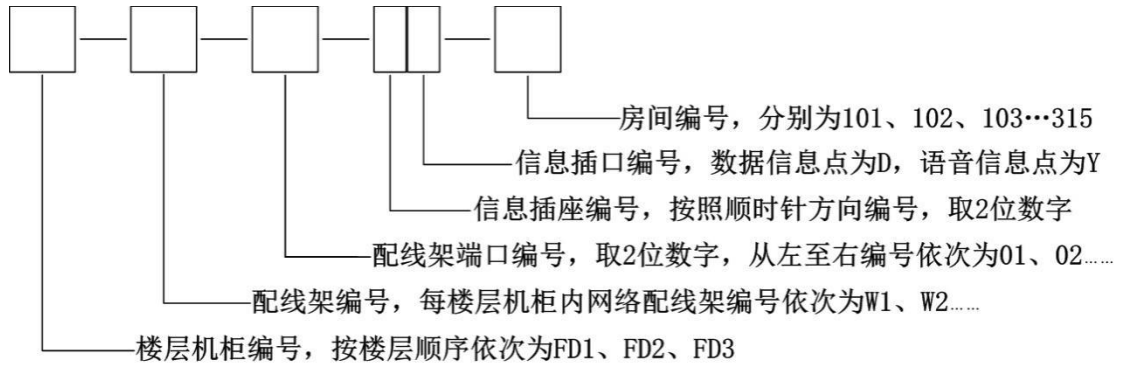 房间编号，分别为101、102、103…315
信息插口编号，数据信息点为D，语音信息点为Y
信息插座编号，按照顺时针方向编号，取2位数字
配线架端口编号，取2位数字，从左至右编号依次为01、02……
配线架编号，每楼层机柜内网络配线架编号依次为W1、W2……
楼层机柜编号，按楼层顺序依次为FD1、FD2、FD3